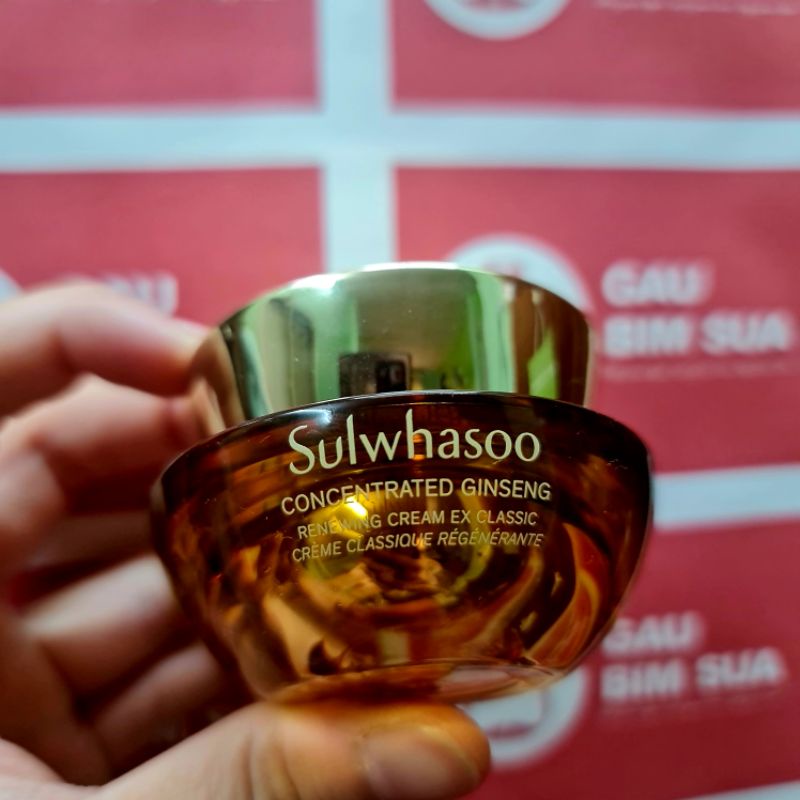 GAU
BIM SUA
Sulwhasoo
CONCENTRATED GINSENG
RENEWING CREAM EX CLASSIC
CRÈME CLASSIQUE RÉGÉNÉRANTE
GAU
BIM SUA